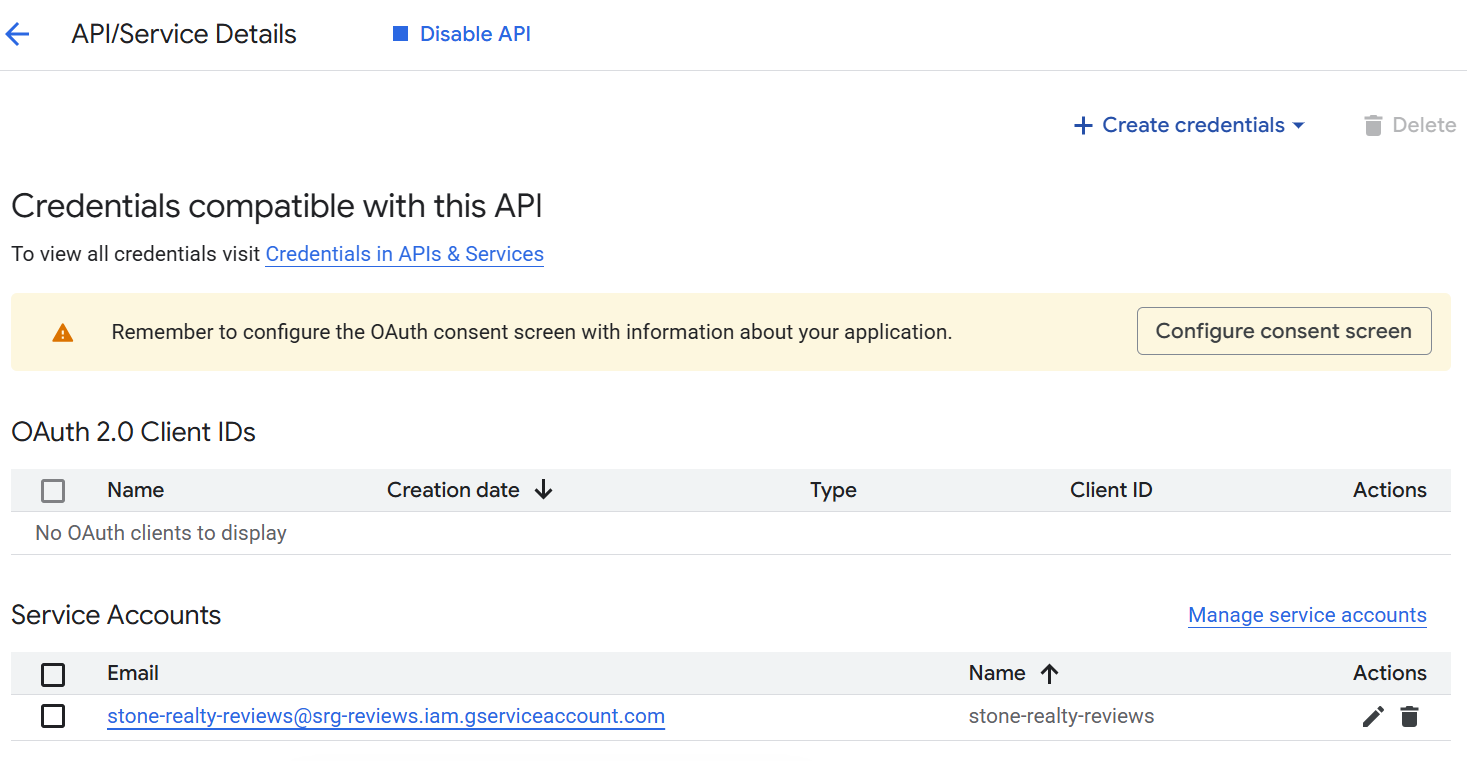 API/Service Details Disable API
Create credentials Delete
Credentials compatible with this API
To view all credentials visit Credentials in APIs & Services
Remember to configure the OAuth consent screen with information about your application. Configure consent screen
OAuth 2.0 Client IDs
Name Creation date Type Client ID Actions
No OAuth clients to display
Service Accounts Manage service accounts
Email Name Actions
stone-realty-reviews@srg-reviews.iam.gserviceaccount.com stone-realty-reviews